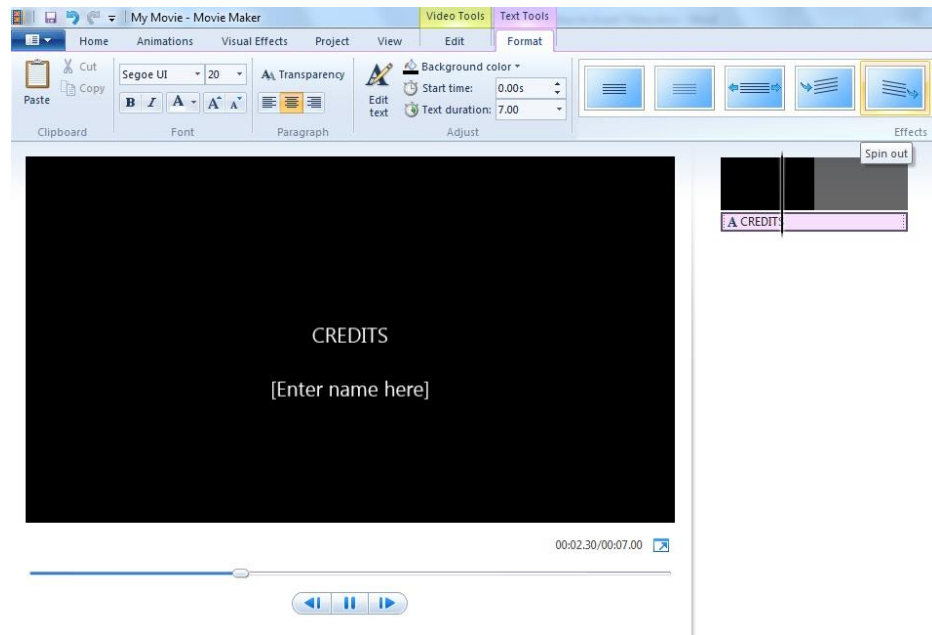 My Movie - Movie Maker
Video Tools Text Tools
Home Animations Visual Effects Project View Edit Format
Paste
Cut
Copy
Clipboard
Segoe UI 20
B I A A A
Font
Transparency
Paragraph
Edit
text
Background color
Start time: 0.00s
Text duration: 7.00
Adjust
Effects
Spin out
A CREDITS
CREDITS
[Enter name here]
00:02.30/00:07.00